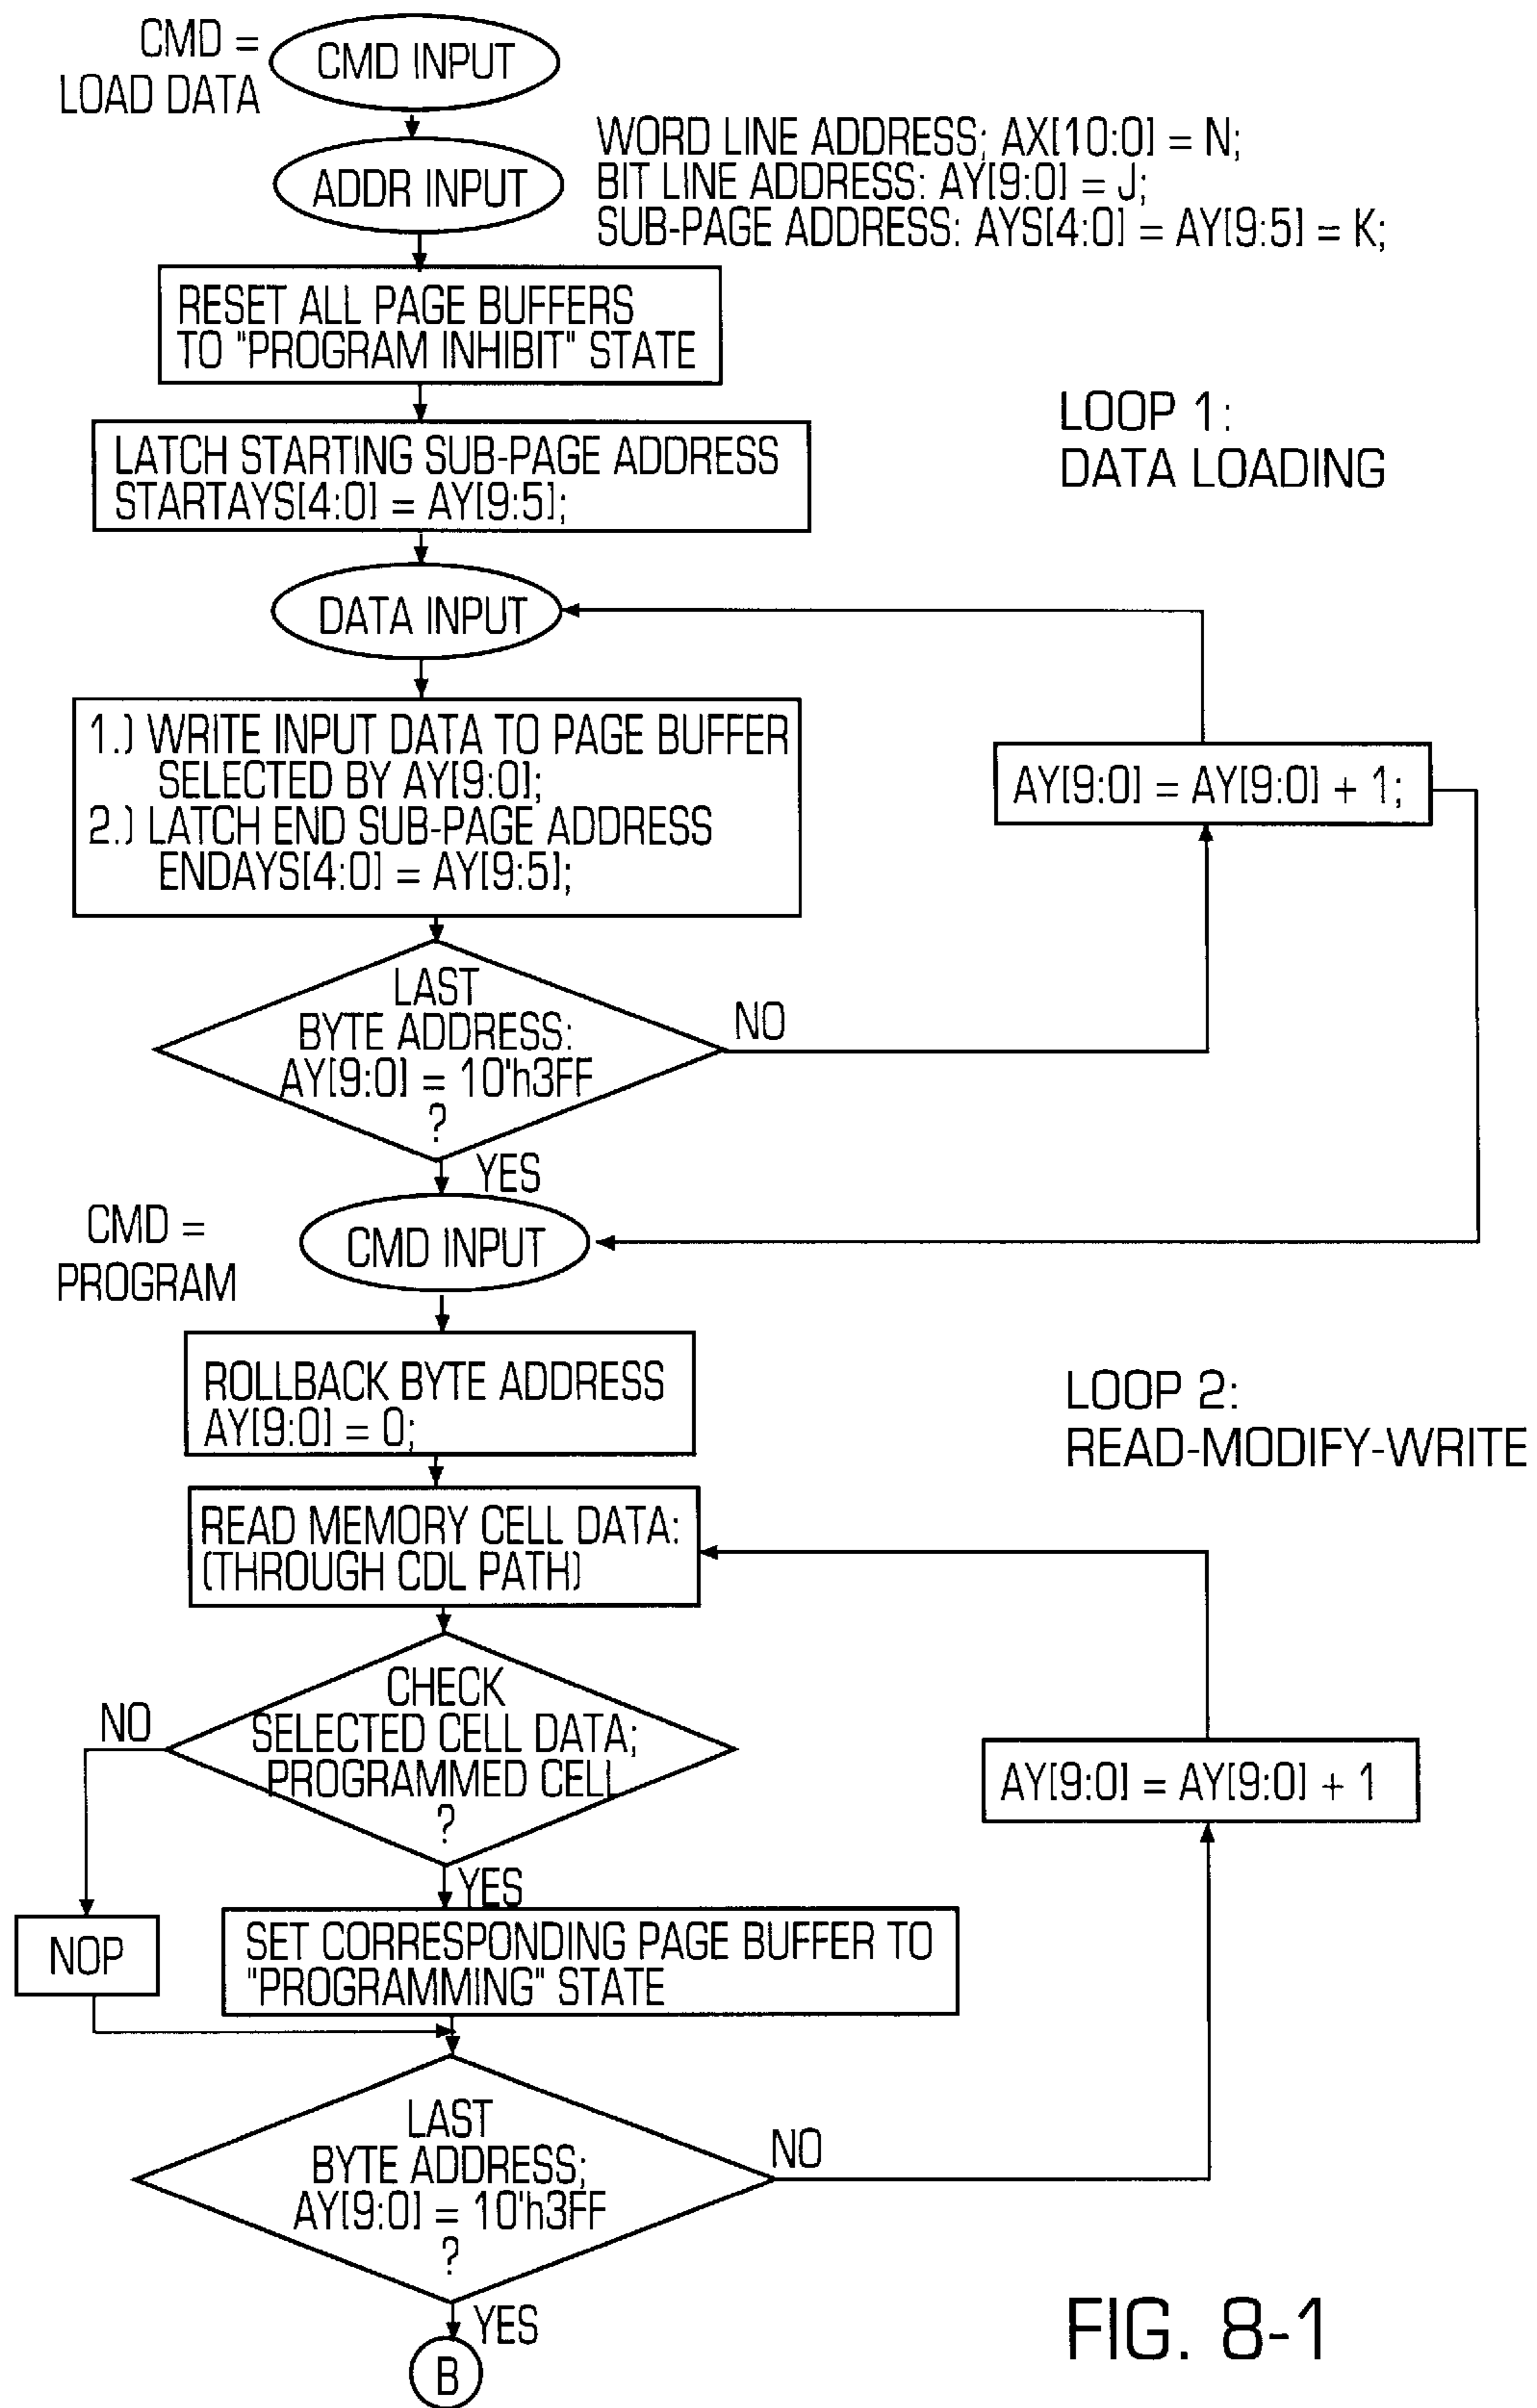 CMD =
LOAD DATA
CMD INPUT
ADDR INPUT
WORD LINE ADDRESS; AX[10:0] = N;
BIT LINE ADDRESS: AY[9:0] = J;
SUB-PAGE ADDRESS: AYS[4:0] = AY[9:5] = K;
RESET ALL PAGE BUFFERS
TO "PROGRAM INHIBIT" STATE
LOOP 1:
DATA LOADING
LATCH STARTING SUB-PAGE ADDRESS
STARTAYS[4:0] = AY[9:5];
DATA INPUT
1.) WRITE INPUT DATA TO PAGE BUFFER
SELECTED BY AY[9:0];
2.) LATCH END SUB-PAGE ADDRESS
ENDAYS[4:0] = AY[9:5];
AY[9:0] = AY[9:0] + 1;
LAST
BYTE ADDRESS:
AY[9:0] = 10'h3FF
?
NO
YES
CMD =
PROGRAM
CMD INPUT
ROLLBACK BYTE ADDRESS
AY[9:0] = 0;
LOOP 2:
READ-MODIFY-WRITE
READ MEMORY CELL DATA:
(THROUGH CDL PATH)
CHECK
SELECTED CELL DATA;
PROGRAMMED CELL
?
NO
YES
AY[9:0] = AY[9:0] + 1
NOP
SET CORRESPONDING PAGE BUFFER TO
"PROGRAMMING" STATE
LAST
BYTE ADDRESS;
AY[9:0] = 10'h3FF
?
NO
YES
B
FIG. 8-1